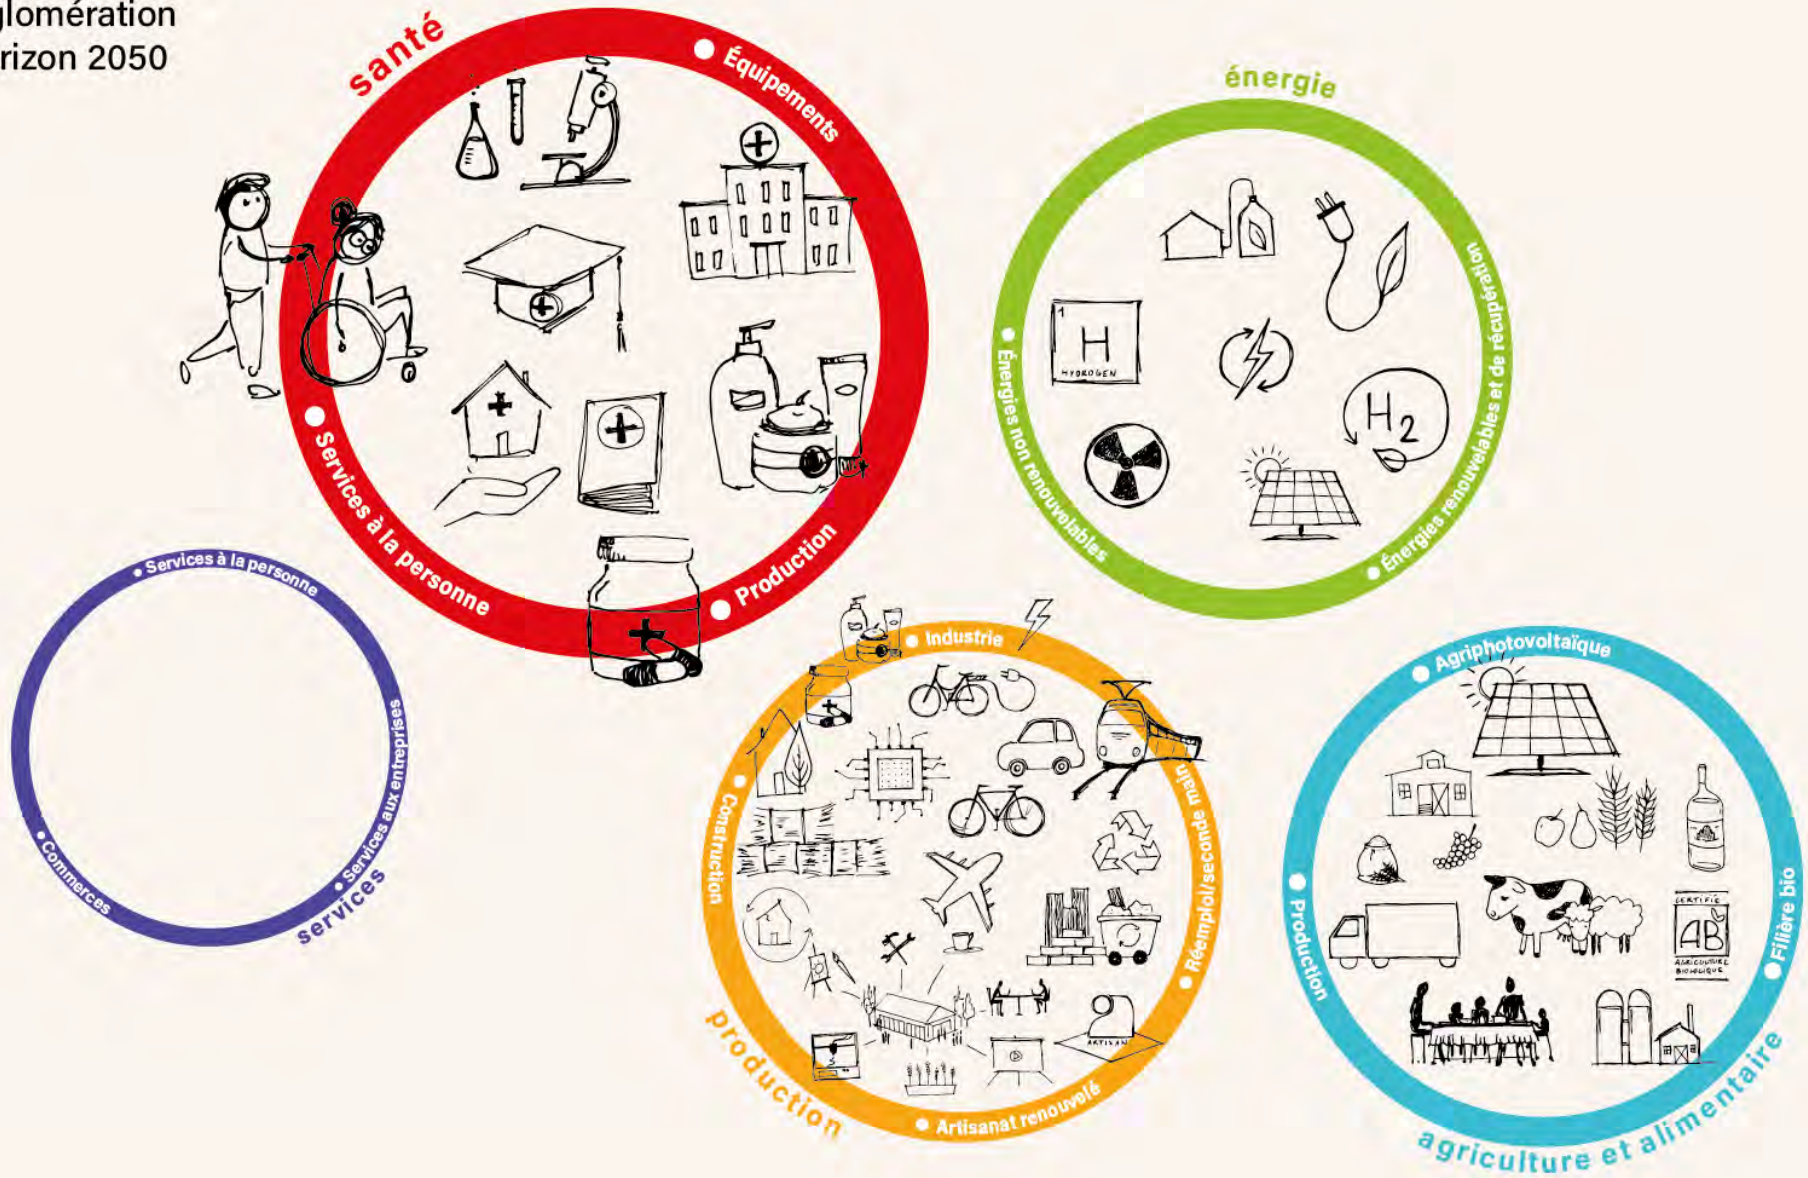 glomération
rizon 2050
santé
Équipements
Services à la personne
Production
énergie
Énergies non renouvelables
Énergies renouvelables et de récupération
1
H
HYDROGEN
H2
Services à la personne
Services aux entreprises
Commerces
services
Industrie
Construction
Réemploi/seconde main
Artisanat renouvelé
ARTISAN
production
Agriphotovoltaïque
Production
Filière bio
CERTIFIÉ
AB
AGRICULTURE
BIOLOGIQUE
agriculture et alimentaire